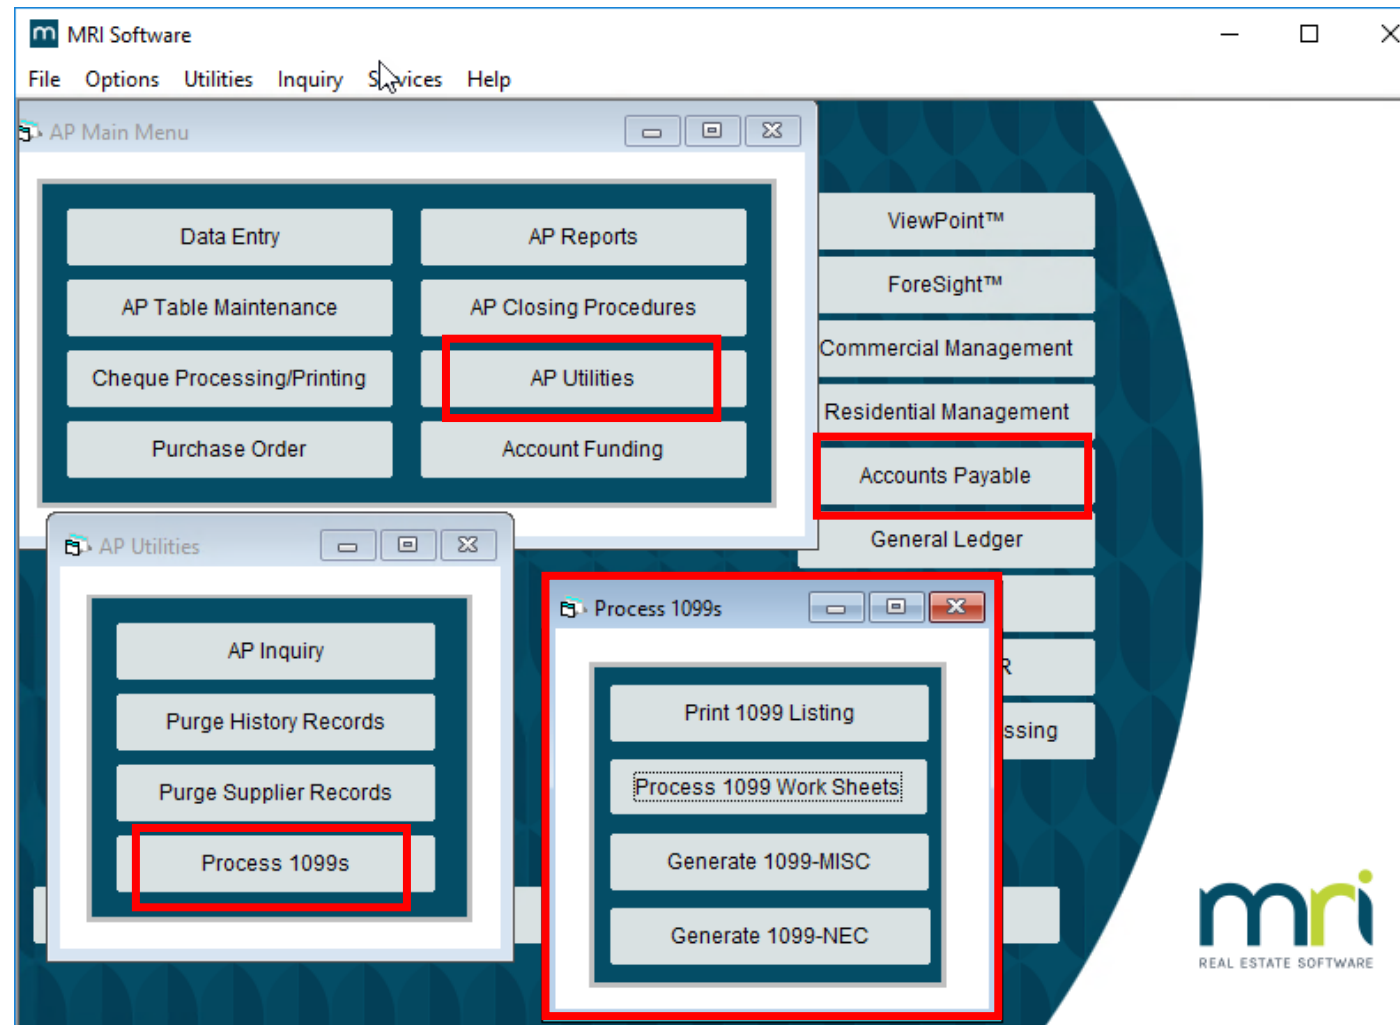 MRI Software
File Options Utilities Inquiry Services Help
AP Main Menu
Data Entry
AP Reports
AP Table Maintenance
AP Closing Procedures
Cheque Processing/Printing
AP Utilities
Purchase Order
Account Funding
ViewPoint™
ForeSight™
Commercial Management
Residential Management
Accounts Payable
General Ledger
R
ssing
AP Utilities
AP Inquiry
Purge History Records
Purge Supplier Records
Process 1099s
Process 1099s
Print 1099 Listing
Process 1099 Work Sheets
Generate 1099-MISC
Generate 1099-NEC
mri
REAL ESTATE SOFTWARE